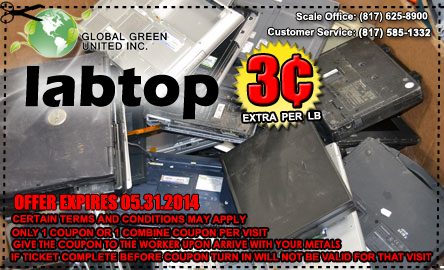 GLOBAL GREEN
UNITED INC.
Scale Office: (817) 625-8900
Customer Service: (817) 585-1332
labtop
3¢
EXTRA PER LB
OFFER EXPIRES 05.31.2014
CERTAIN TERMS AND CONDITIONS MAY APPLY
ONLY 1 COUPON OR 1 COMBINE COUPON PER VISIT
GIVE THE COUPON TO THE WORKER UPON ARRIVE WITH YOUR METALS
IF TICKET COMPLETE BEFORE COUPON TURN IN WILL NOT BE VALID FOR THAT VISIT